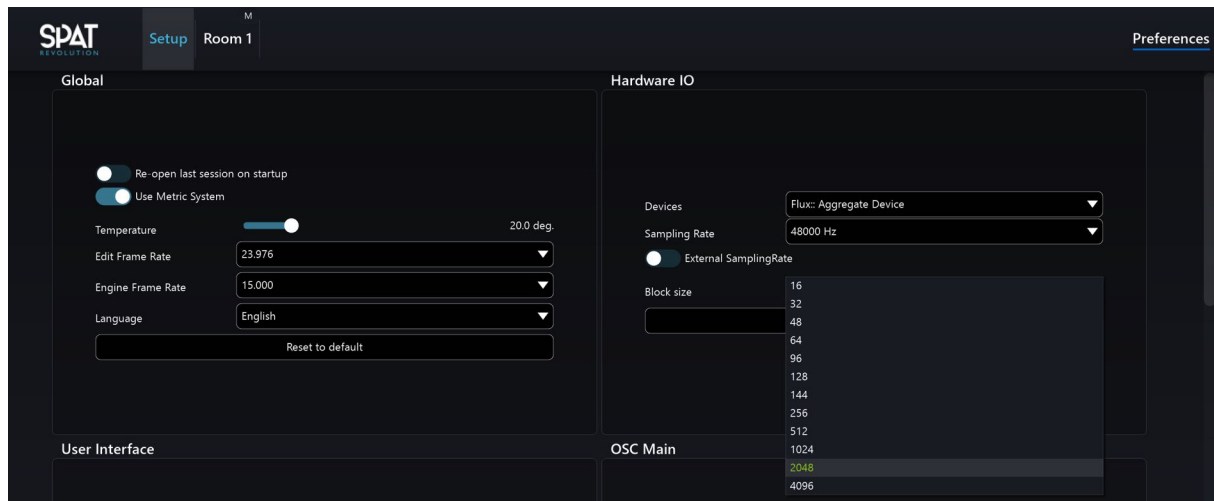 SPAT
REVOLUTION
Setup
Room 1
M
Preferences
Global
Re-open last session on startup
Use Metric System
Temperature
20.0 deg.
Edit Frame Rate
23.976
Engine Frame Rate
15.000
Language
English
Reset to default
Hardware IO
Devices
Flux:: Aggregate Device
Sampling Rate
48000 Hz
External SamplingRate
Block size
16
32
48
64
96
128
144
256
512
1024
2048
4096
User Interface
OSC Main